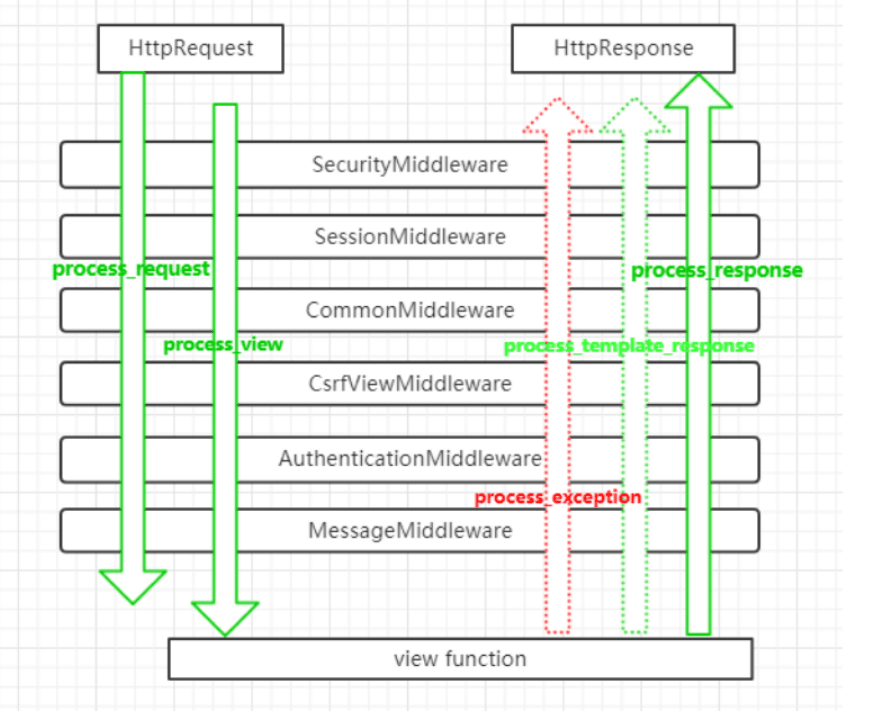 HttpRequest
HttpResponse
SecurityMiddleware
SessionMiddleware
process_request
process_response
CommonMiddleware
process_view
process_template_response
CsrfViewMiddleware
AuthenticationMiddleware
process_exception
MessageMiddleware
view function